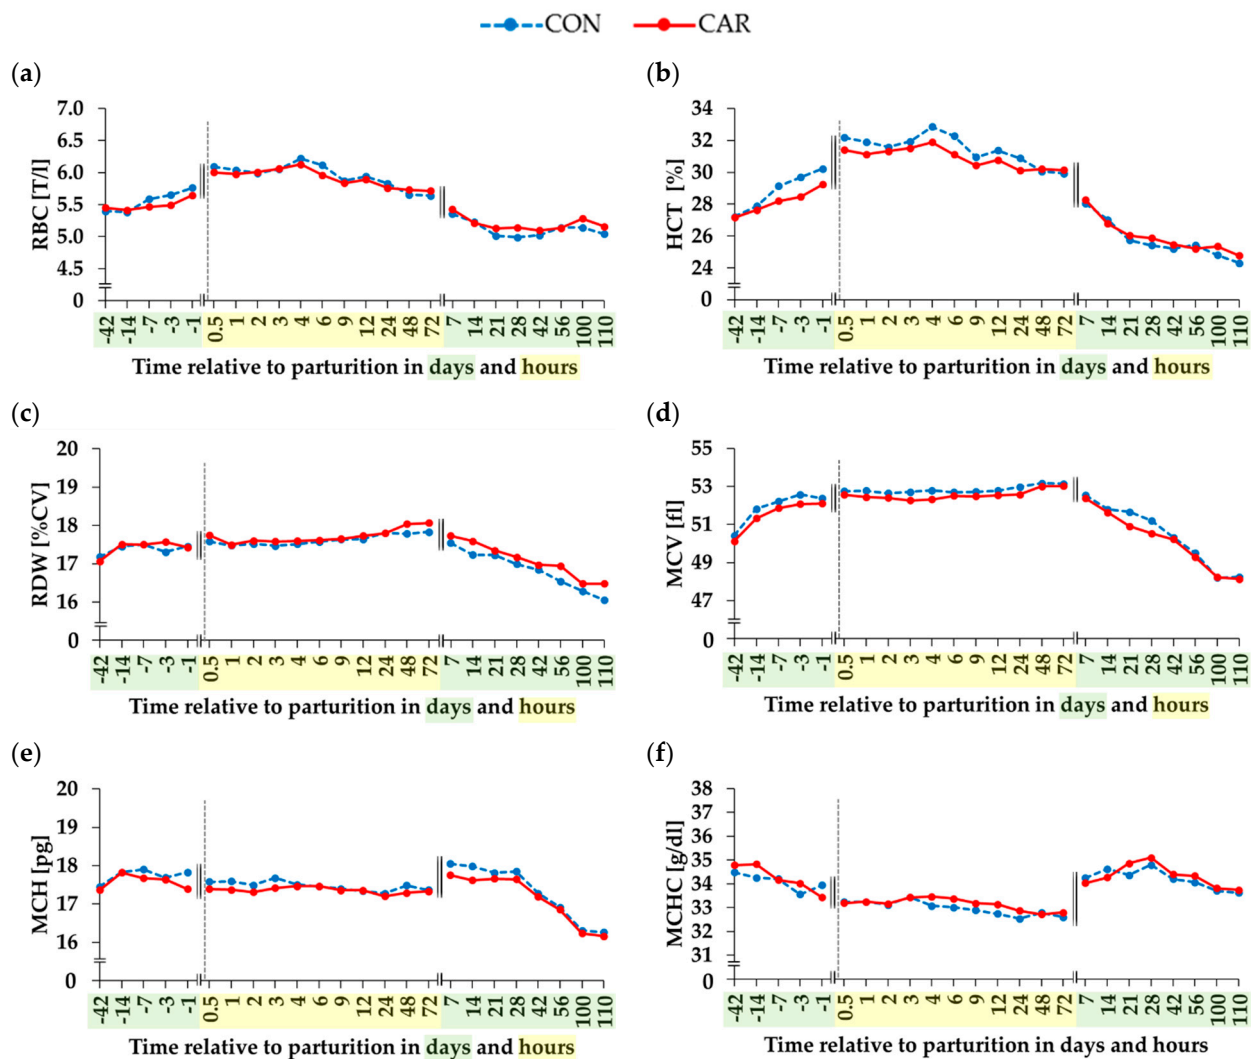 CON CAR
(a)
RBC [T/l]
7.0
6.5
6.0
5.5
5.0
4.5
0
-42 -14 -7 -3 -1 0.5 1 2 3 4 6 9 12 24 48 72 7 14 21 28 42 56 100 110
Time relative to parturition in days and hours
(b)
HCT [%]
34
32
30
28
26
24
0
-42 -14 -7 -3 -1 0.5 1 2 3 4 6 9 12 24 48 72 7 14 21 28 42 56 100 110
Time relative to parturition in days and hours
(c)
RDW [%CV]
20
19
18
17
16
0
-42 -14 -7 -3 -1 0.5 1 2 3 4 6 9 12 24 48 72 7 14 21 28 42 56 100 110
Time relative to parturition in days and hours
(d)
MCV [fl]
55
53
51
49
47
0
-42 -14 -7 -3 -1 0.5 1 2 3 4 6 9 12 24 48 72 7 14 21 28 42 56 100 110
Time relative to parturition in days and hours
(e)
MCH [pg]
20
19
18
17
16
0
-42 -14 -7 -3 -1 0.5 1 2 3 4 6 9 12 24 48 72 7 14 21 28 42 56 100 110
Time relative to parturition in days and hours
(f)
MCHC [g/dl]
38
37
36
35
34
33
32
31
0
-42 -14 -7 -3 -1 0.5 1 2 3 4 6 9 12 24 48 72 7 14 21 28 42 56 100 110
Time relative to parturition in days and hours